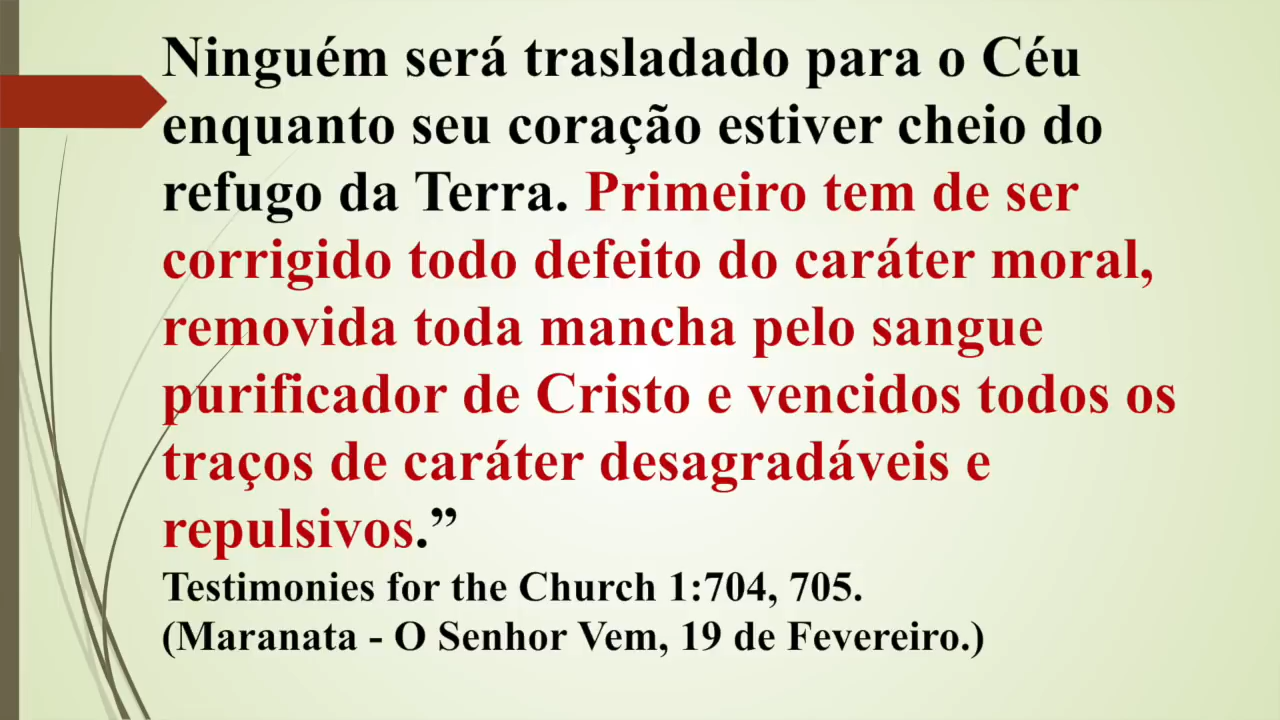 Ninguém será trasladado para o Céu
enquanto seu coração estiver cheio do
refugo da Terra. Primeiro tem de ser
corrigido todo defeito do caráter moral,
removida toda mancha pelo sangue
purificador de Cristo e vencidos todos os
traços de caráter desagradáveis e
repulsivos.”
Testimonies for the Church 1:704, 705.
(Maranata - O Senhor Vem, 19 de Fevereiro.)